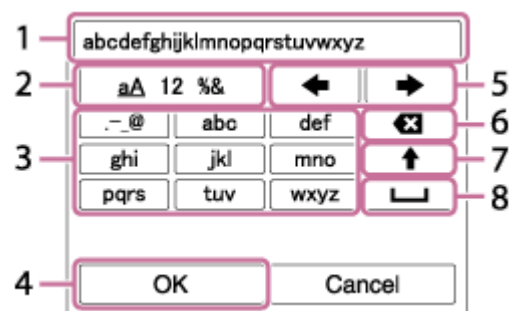 1 abcdefghijklmnopqrstuvwxyz
2 aA 12 %& 5
.-_@ abc def 6
3 ghi jkl mno 7
pqrs tuv wxyz 8
4 OK Cancel